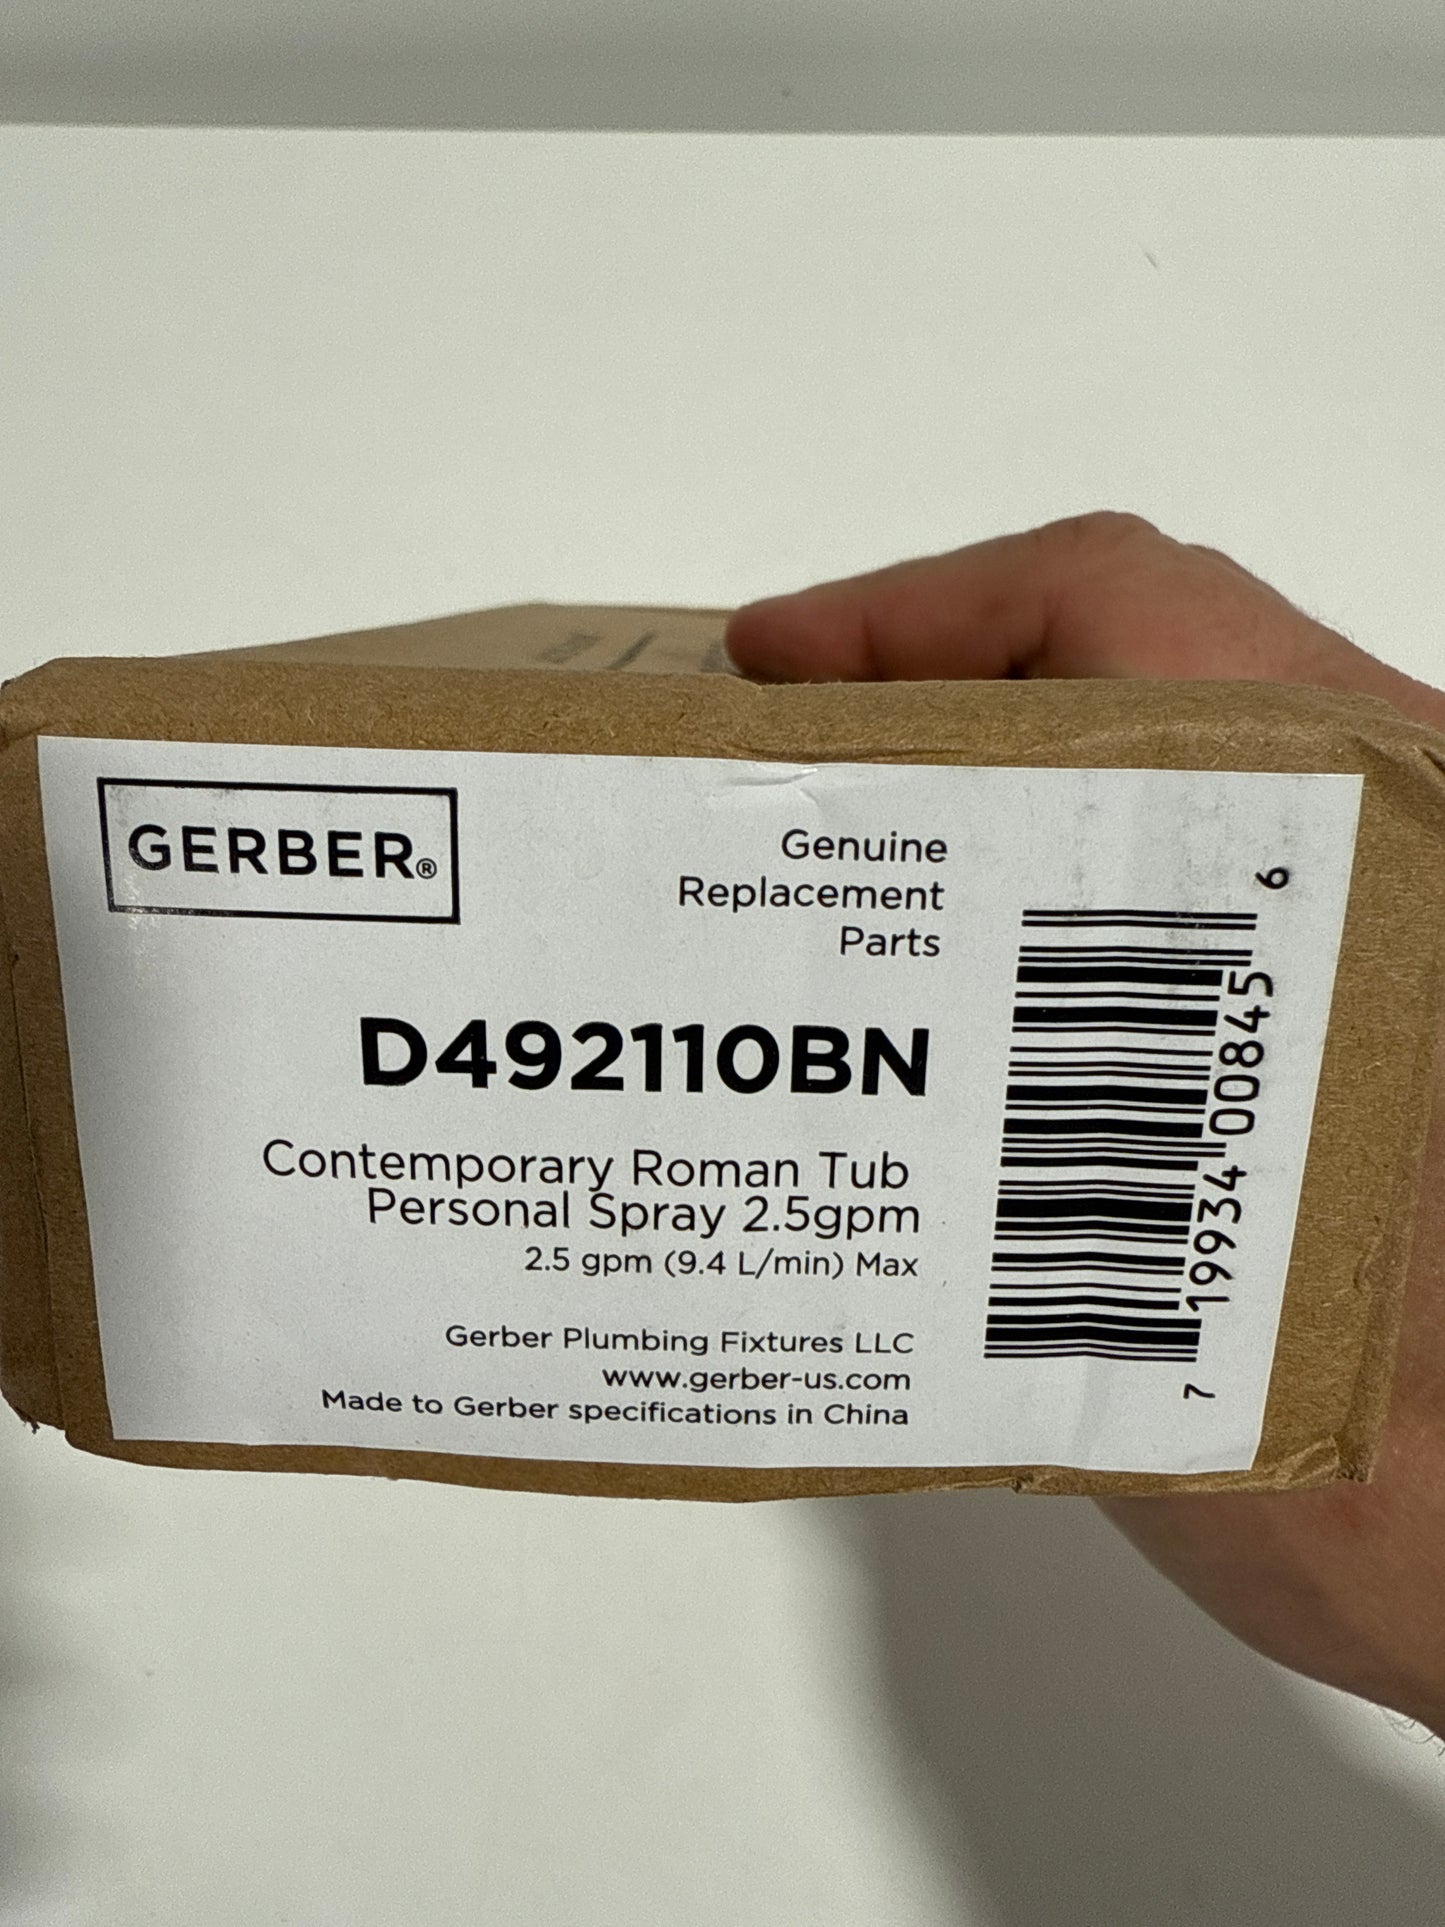 GERBER®
Genuine
Replacement
Parts
D492110BN
Contemporary Roman Tub
Personal Spray 2.5gpm
2.5 gpm (9.4 L/min) Max
Gerber Plumbing Fixtures LLC
www.gerber-us.com
Made to Gerber specifications in China
7 19934 00845 6